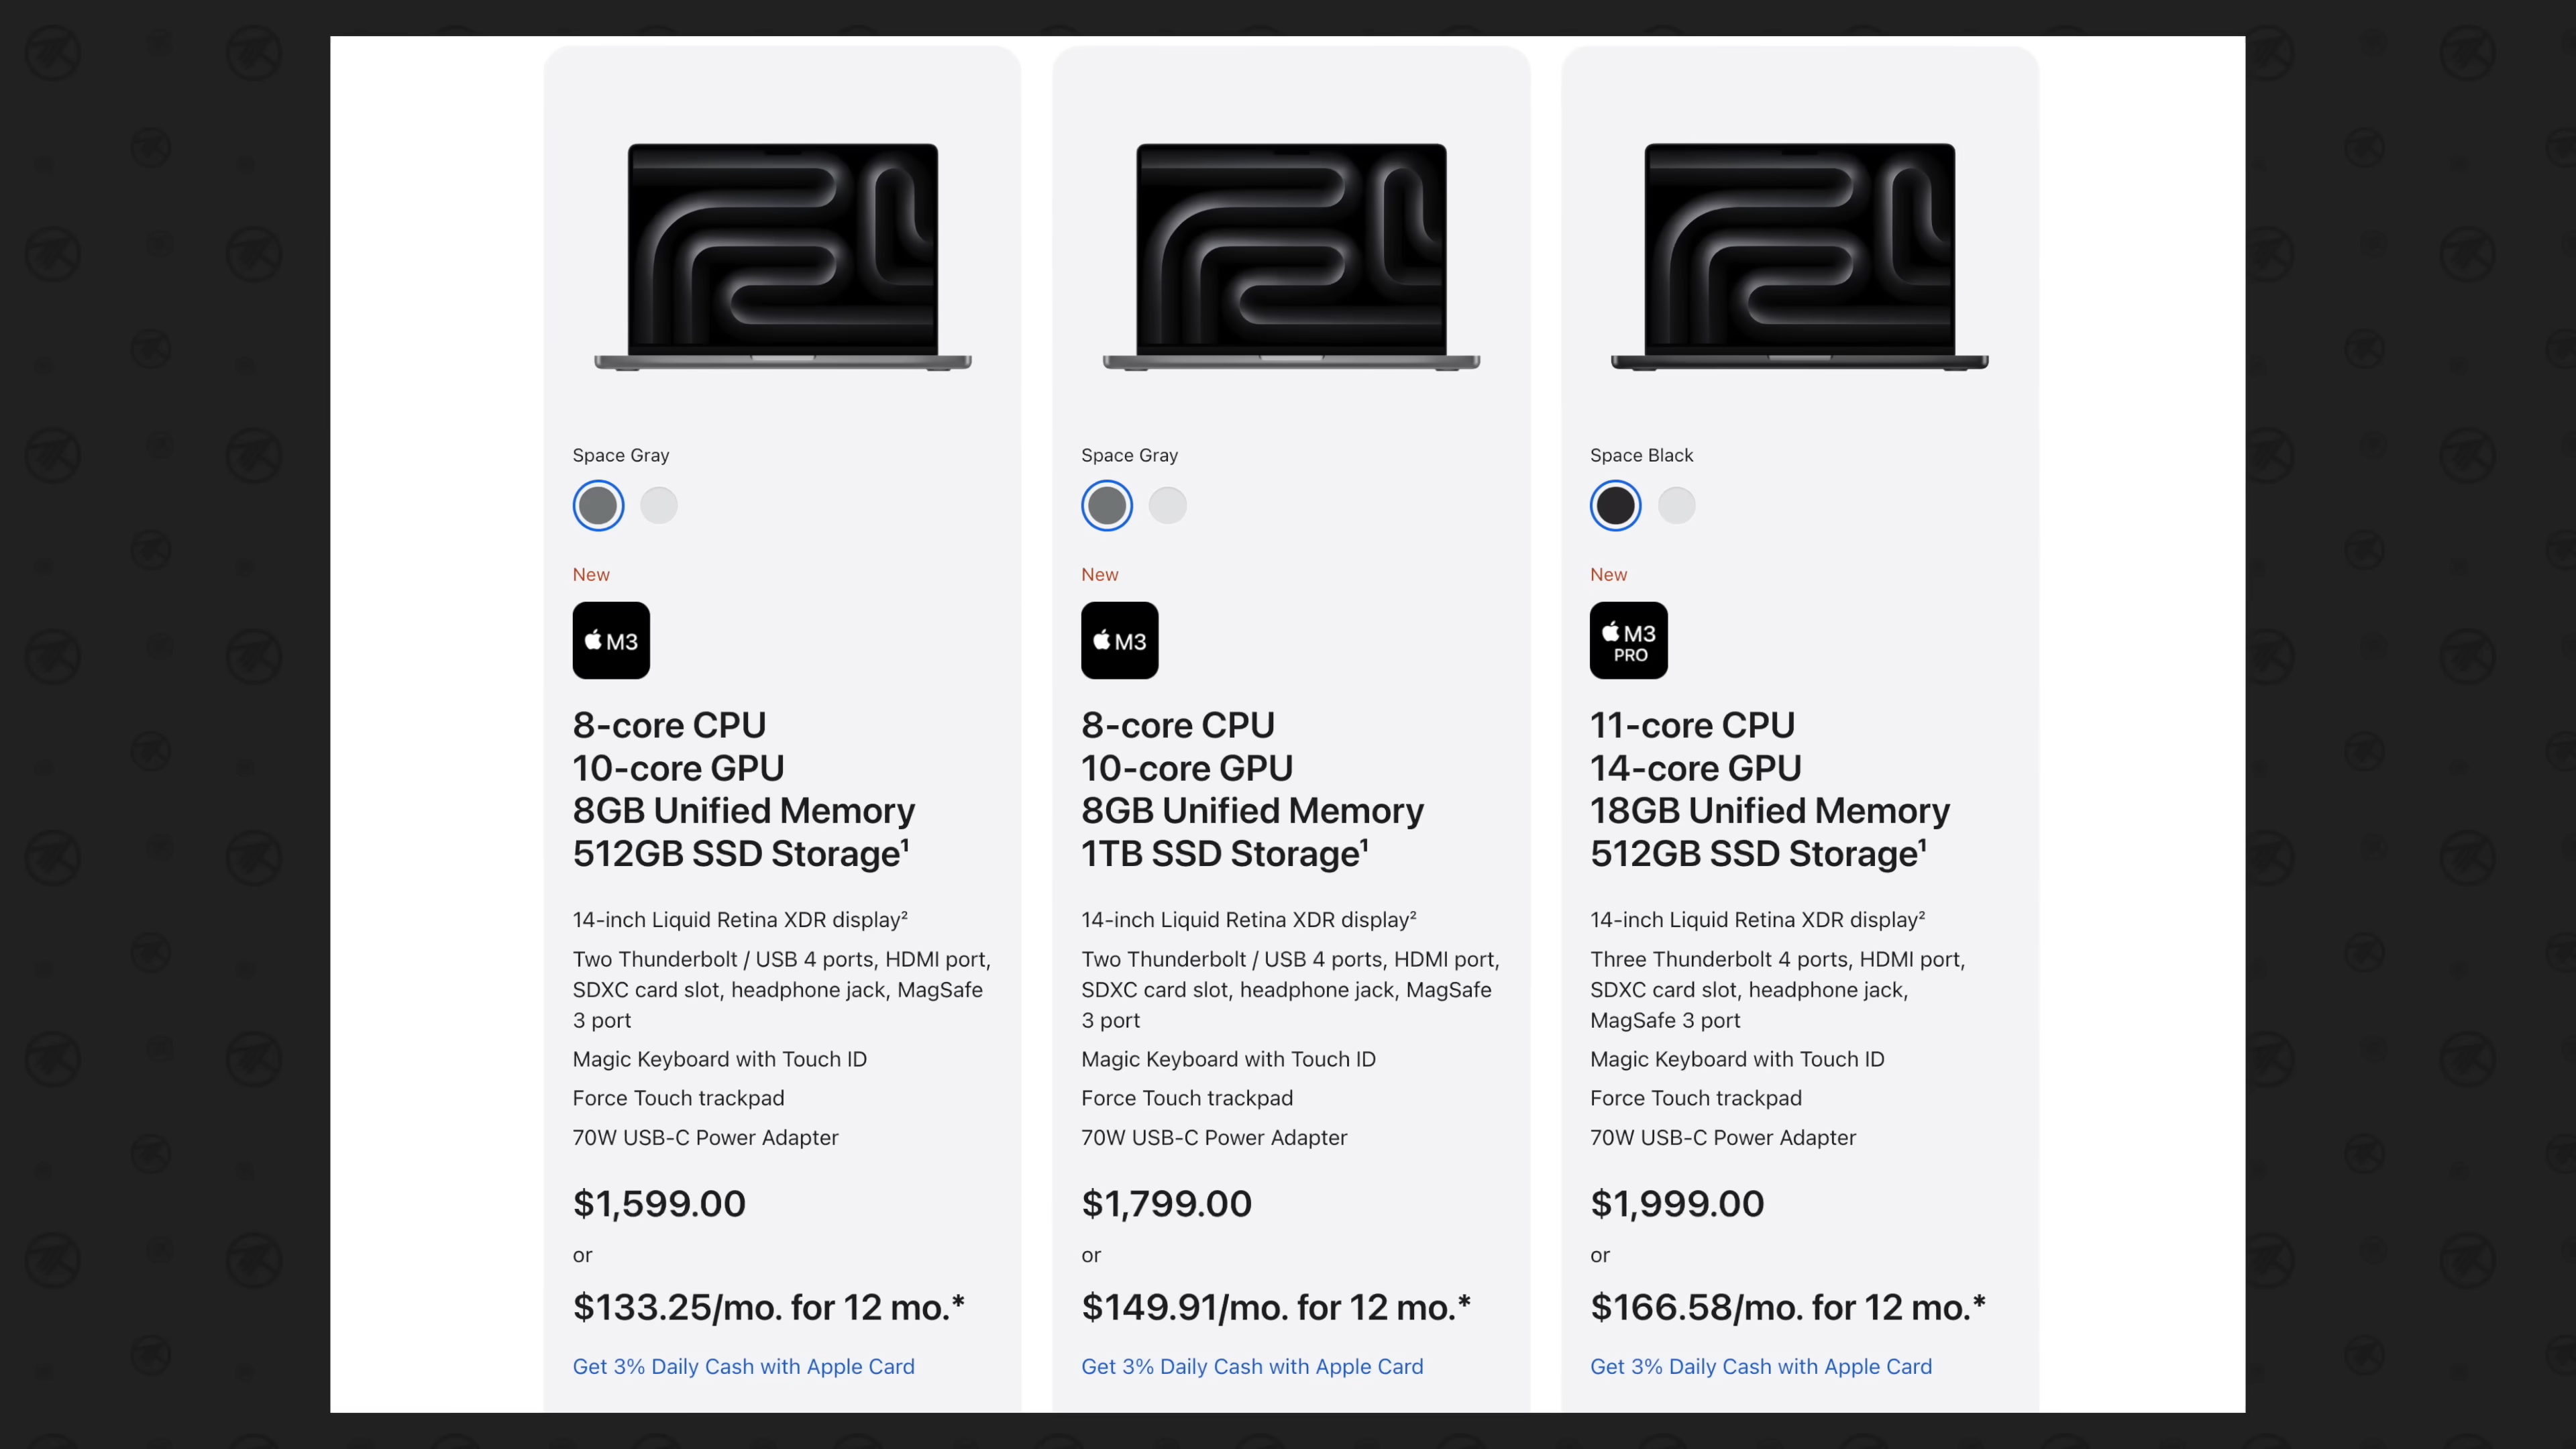 Space Gray
New
M3
8-core CPU
10-core GPU
8GB Unified Memory
512GB SSD Storage¹
14-inch Liquid Retina XDR display²
Two Thunderbolt / USB 4 ports, HDMI port,
SDXC card slot, headphone jack, MagSafe
3 port
Magic Keyboard with Touch ID
Force Touch trackpad
70W USB-C Power Adapter
$1,599.00
or
$133.25/mo. for 12 mo.*
Get 3% Daily Cash with Apple Card
Space Gray
New
M3
8-core CPU
10-core GPU
8GB Unified Memory
1TB SSD Storage¹
14-inch Liquid Retina XDR display²
Two Thunderbolt / USB 4 ports, HDMI port,
SDXC card slot, headphone jack, MagSafe
3 port
Magic Keyboard with Touch ID
Force Touch trackpad
70W USB-C Power Adapter
$1,799.00
or
$149.91/mo. for 12 mo.*
Get 3% Daily Cash with Apple Card
Space Black
New
M3
PRO
11-core CPU
14-core GPU
18GB Unified Memory
512GB SSD Storage¹
14-inch Liquid Retina XDR display²
Three Thunderbolt 4 ports, HDMI port,
SDXC card slot, headphone jack,
MagSafe 3 port
Magic Keyboard with Touch ID
Force Touch trackpad
70W USB-C Power Adapter
$1,999.00
or
$166.58/mo. for 12 mo.*
Get 3% Daily Cash with Apple Card